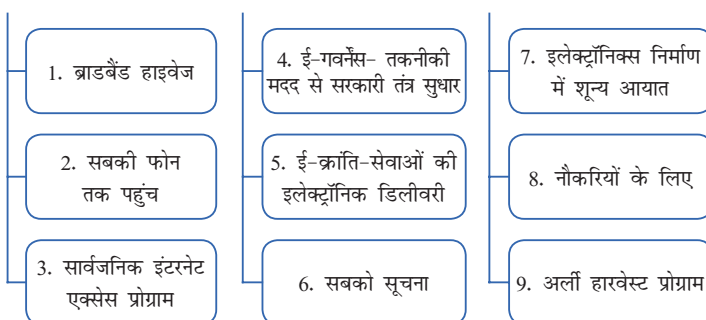 1. ब्राडबैंड हाइवेज
2. सबकी फोन
तक पहुंच
3. सार्वजनिक इंटरनेट
एक्सेस प्रोग्राम
4. ई-गवर्नेंस- तकनीकी
मदद से सरकारी तंत्र सुधार
5. ई-क्रांति-सेवाओं की
इलेक्ट्रॉनिक डिलीवरी
6. सबको सूचना
7. इलेक्ट्रॉनिक्स निर्माण
में शून्य आयात
8. नौकरियों के लिए
9. अर्ली हारवेस्ट प्रोग्राम